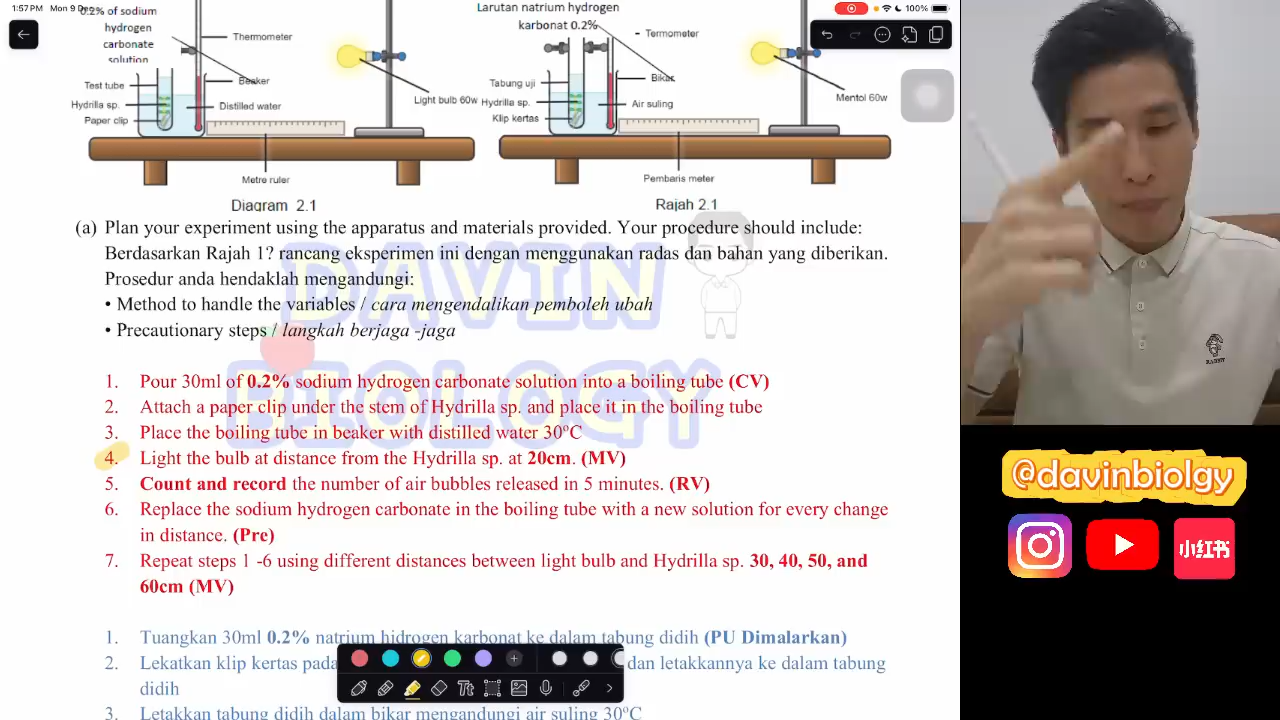 1:57 PM Mon 9 Dec
100%
0.2% of sodium
hydrogen
carbonate
solution
Thermometer
Test tube
Beaker
Hydrilla sp.
Distilled water
Paper clip
Light bulb 60w
Metre ruler
Diagram 2.1
Larutan natrium hydrogen
karbonat 0.2%
Termometer
Tabung uji
Bikar
Hydrilla sp.
Air suling
Klip kertas
Mentol 60w
Pembaris meter
Rajah 2.1
(a) Plan your experiment using the apparatus and materials provided. Your procedure should include:
Berdasarkan Rajah 1? rancang eksperimen ini dengan menggunakan radas dan bahan yang diberikan.
Prosedur anda hendaklah mengandungi:
• Method to handle the variables / cara mengendalikan pemboleh ubah
• Precautionary steps / langkah berjaga -jaga
DAVIN
BIOLOGY
1. Pour 30ml of 0.2% sodium hydrogen carbonate solution into a boiling tube (CV)
2. Attach a paper clip under the stem of Hydrilla sp. and place it in the boiling tube
3. Place the boiling tube in beaker with distilled water 30°C
4. Light the bulb at distance from the Hydrilla sp. at 20cm. (MV)
5. Count and record the number of air bubbles released in 5 minutes. (RV)
6. Replace the sodium hydrogen carbonate in the boiling tube with a new solution for every change
in distance. (Pre)
7. Repeat steps 1 -6 using different distances between light bulb and Hydrilla sp. 30, 40, 50, and
60cm (MV)
1. Tuangkan 30ml 0.2% natrium hidrogen karbonat ke dalam tabung didih (PU Dimalarkan)
2. Lekatkan klip kertas pada dan letakkannya ke dalam tabung
didih
3. Letakkan tabung didih dalam bikar mengandungi air suling 30°C
Tt
@davinbiolgy
小红书